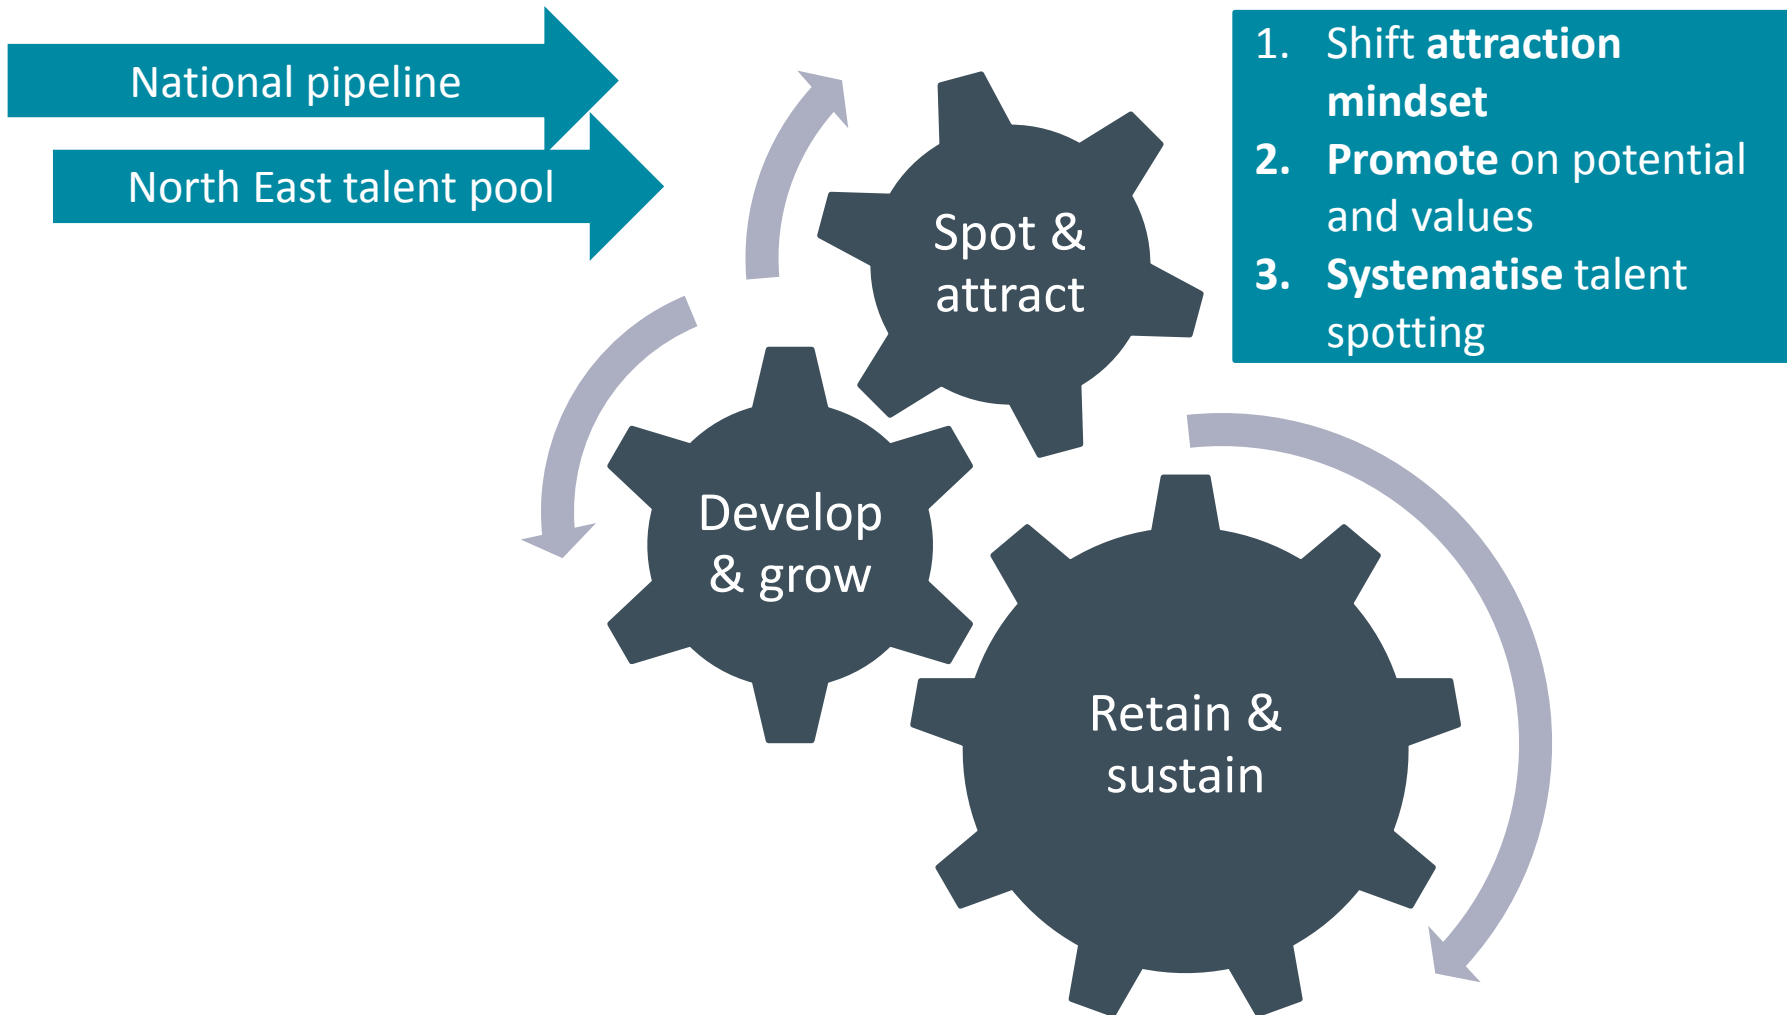 National pipeline
North East talent pool
Spot &
attract
1. Shift attraction
mindset
2. Promote on potential
and values
3. Systematise talent
spotting
Develop
& grow
Retain &
sustain